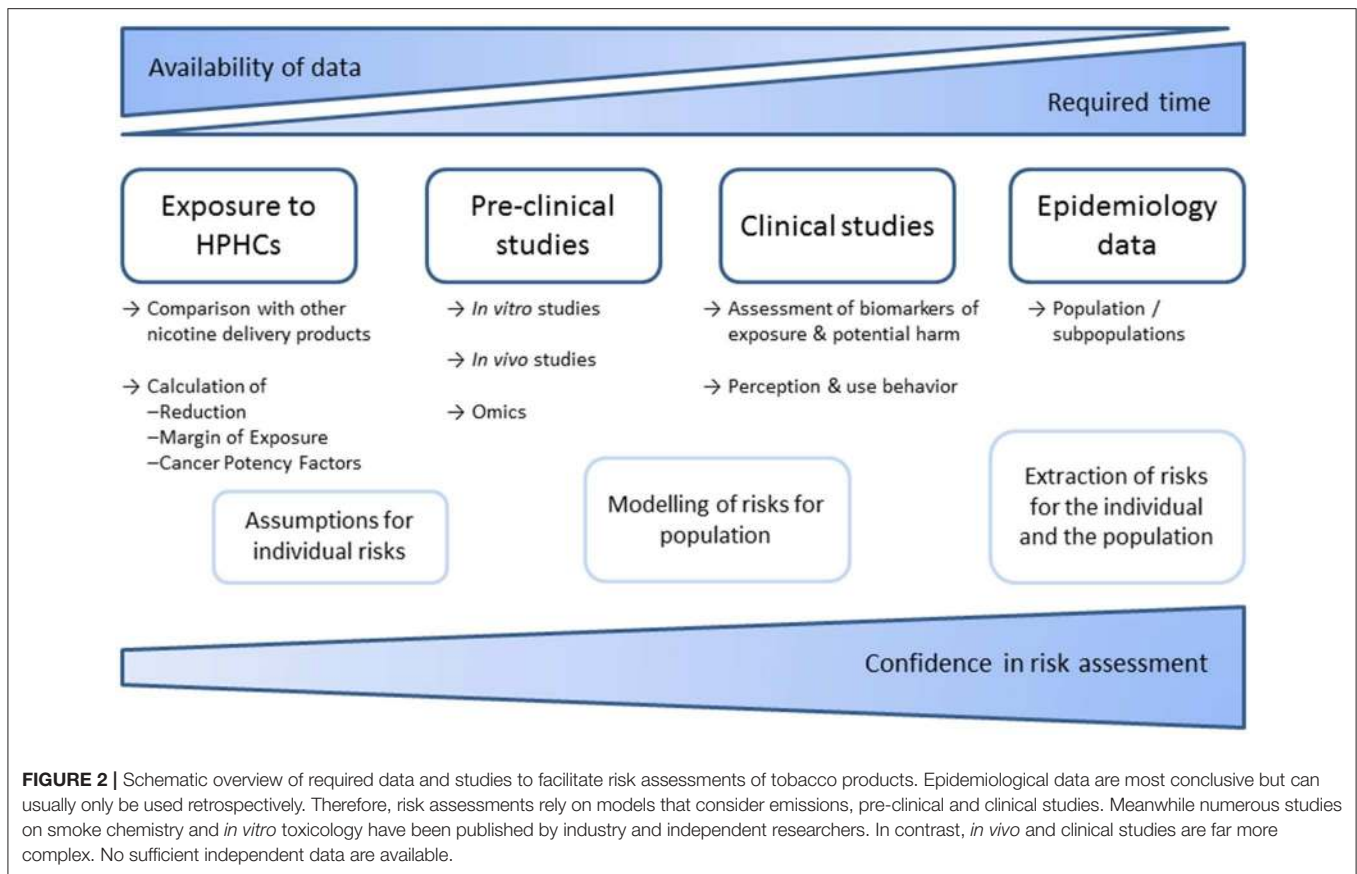 Availability of data
Required time
Exposure to
HPHCs
→ Comparison with other
nicotine delivery products
→ Calculation of
–Reduction
–Margin of Exposure
–Cancer Potency Factors
Pre-clinical
studies
→ In vitro studies
→ In vivo studies
→ Omics
Clinical studies
→ Assessment of biomarkers of
exposure & potential harm
→ Perception & use behavior
Epidemiology
data
→ Population /
subpopulations
Assumptions for
individual risks
Modelling of risks for
population
Extraction of risks
for the individual
and the population
Confidence in risk assessment
FIGURE 2 | Schematic overview of required data and studies to facilitate risk assessments of tobacco products. Epidemiological data are most conclusive but can
usually only be used retrospectively. Therefore, risk assessments rely on models that consider emissions, pre-clinical and clinical studies. Meanwhile numerous studies
on smoke chemistry and in vitro toxicology have been published by industry and independent researchers. In contrast, in vivo and clinical studies are far more
complex. No sufficient independent data are available.